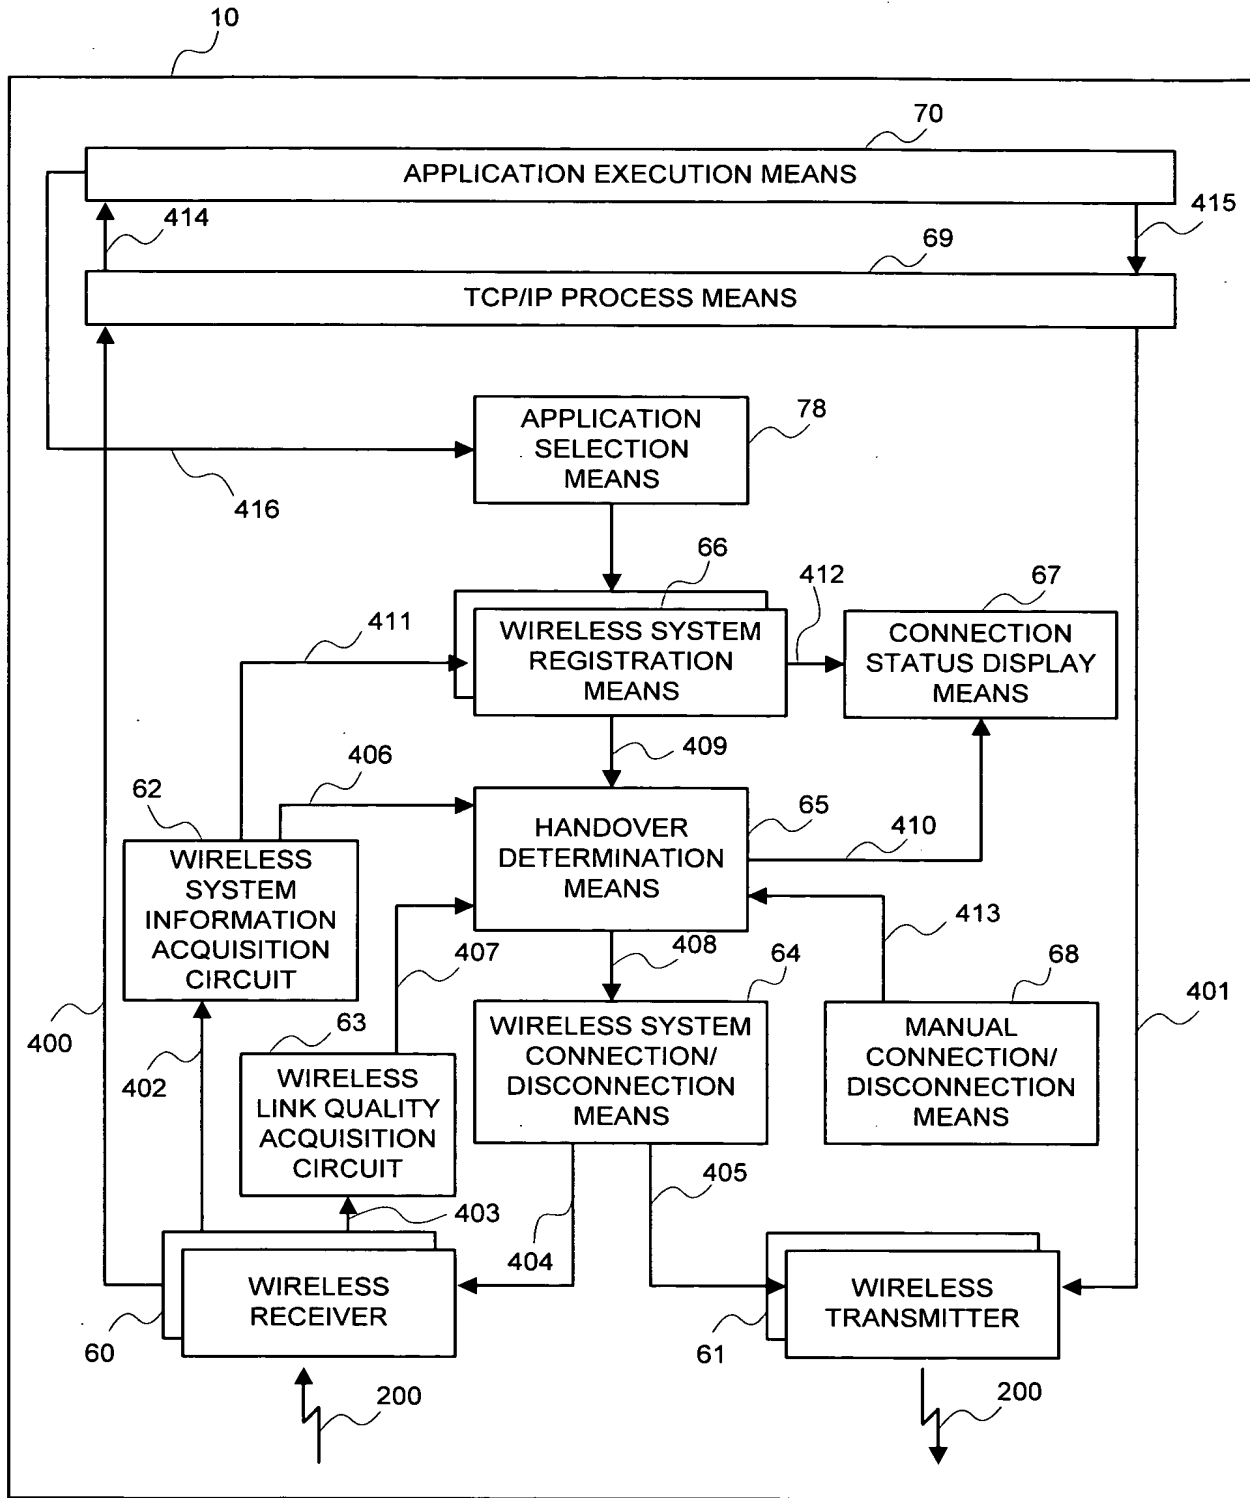 10
70
APPLICATION EXECUTION MEANS
414
415
69
TCP/IP PROCESS MEANS
78
APPLICATION
SELECTION
MEANS
416
66
412
67
411
WIRELESS SYSTEM
REGISTRATION
MEANS
CONNECTION
STATUS DISPLAY
MEANS
409
406
62
65
410
HANDOVER
DETERMINATION
MEANS
WIRELESS
SYSTEM
INFORMATION
ACQUISITION
CIRCUIT
413
407
408
64
68
400
402
63
401
WIRELESS SYSTEM
CONNECTION/
DISCONNECTION
MEANS
MANUAL
CONNECTION/
DISCONNECTION
MEANS
WIRELESS
LINK QUALITY
ACQUISITION
CIRCUIT
405
403
404
WIRELESS
RECEIVER
WIRELESS
TRANSMITTER
60
61
200
200